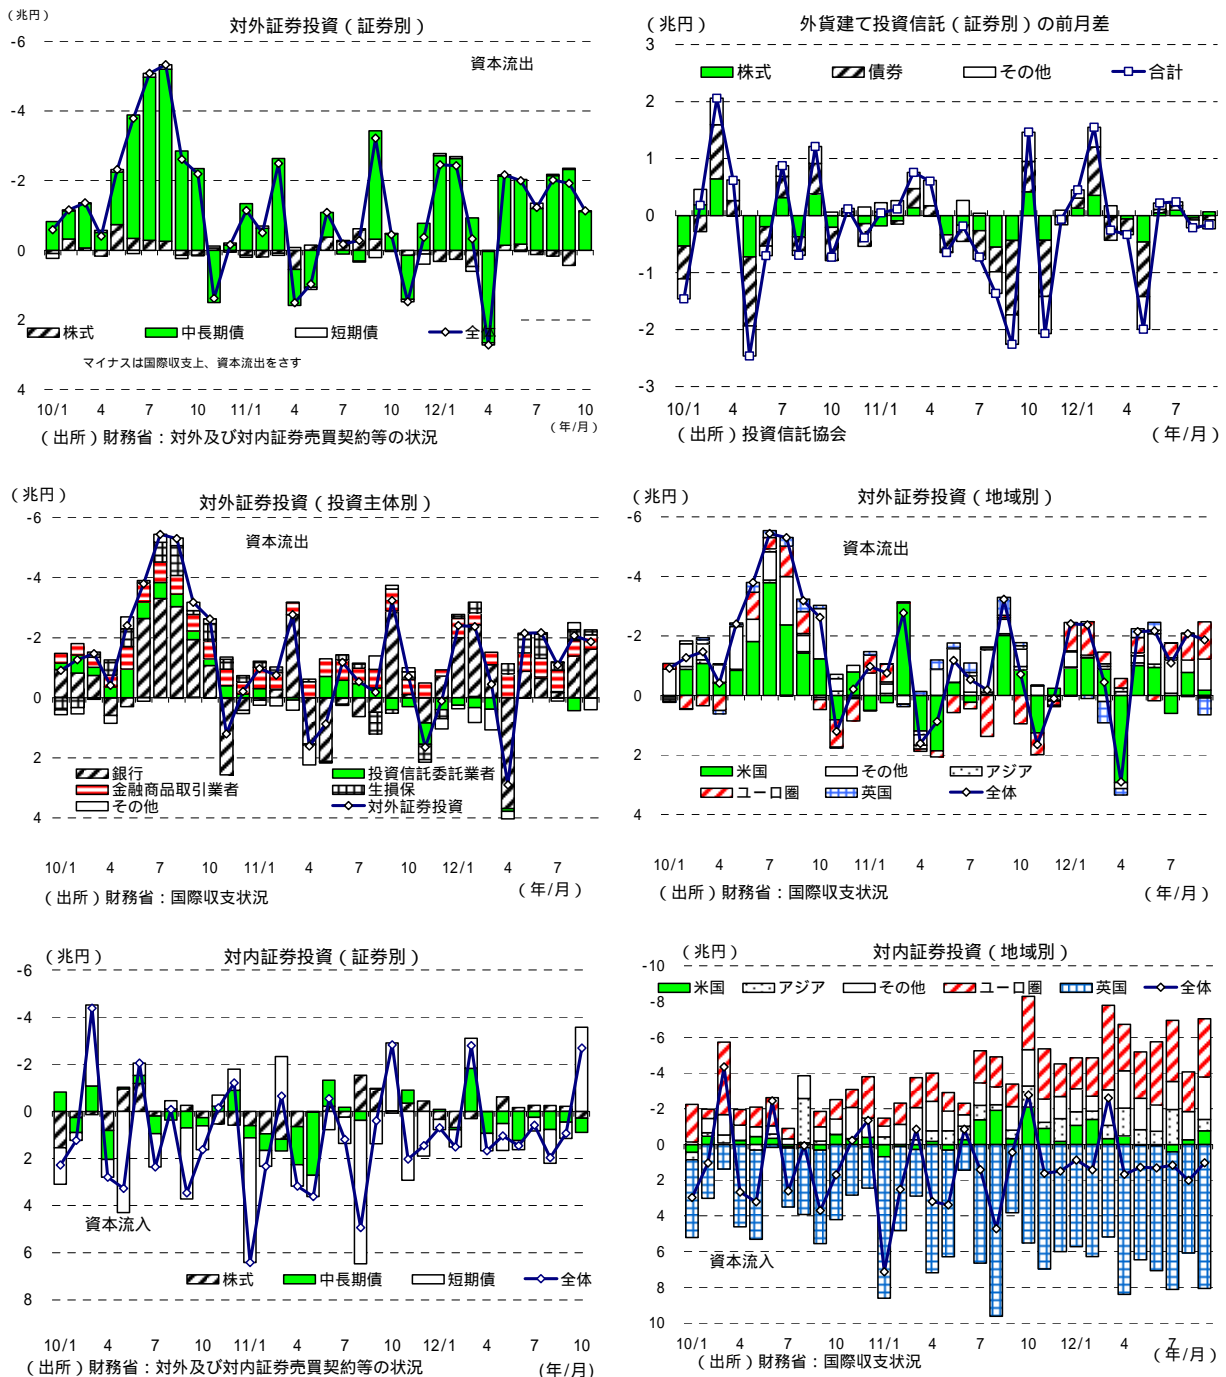 （兆円）
対外証券投資（証券別）
-6
資本流出
-4
-2
0
2
株式 中長期債 短期債 全体
マイナスは国際収支上、資本流出をさす
4
10/1 4 7 10 11/1 4 7 10 12/1 4 7 10
（出所）財務省：対外及び対内証券売買契約等の状況
（年/月）
（兆円）
外貨建て投資信託（証券別）の前月差
3
株式 債券 その他 合計
2
1
0
-1
-2
-3
10/1 4 7 10 11/1 4 7 10 12/1 4 7
（出所）投資信託協会
（年/月）
（兆円）
対外証券投資（投資主体別）
-6
資本流出
-4
-2
0
2
銀行 投資信託委託業者
金融商品取引業者 生損保
その他 対外証券投資
4
10/1 4 7 10 11/1 4 7 10 12/1 4 7
（出所）財務省：国際収支状況
（年/月）
（兆円）
対外証券投資（地域別）
-6
資本流出
-4
-2
0
2
米国 その他 アジア
ユーロ圏 英国 全体
4
10/1 4 7 10 11/1 4 7 10 12/1 4 7
（出所）財務省：国際収支状況
（年/月）
（兆円）
対内証券投資（証券別）
-6
-4
-2
0
2
4
資本流入
6
株式 中長期債 短期債 全体
8
10/1 4 7 10 11/1 4 7 10 12/1 4 7 10
（出所）財務省：対外及び対内証券売買契約等の状況
（年/月）
（兆円）
対内証券投資（地域別）
-10
米国 アジア その他 ユーロ圏 英国 全体
-8
-6
-4
-2
0
2
4
6
資本流入
8
10
10/1 4 7 10 11/1 4 7 10 12/1 4 7
（出所）財務省：国際収支状況
（年/月）